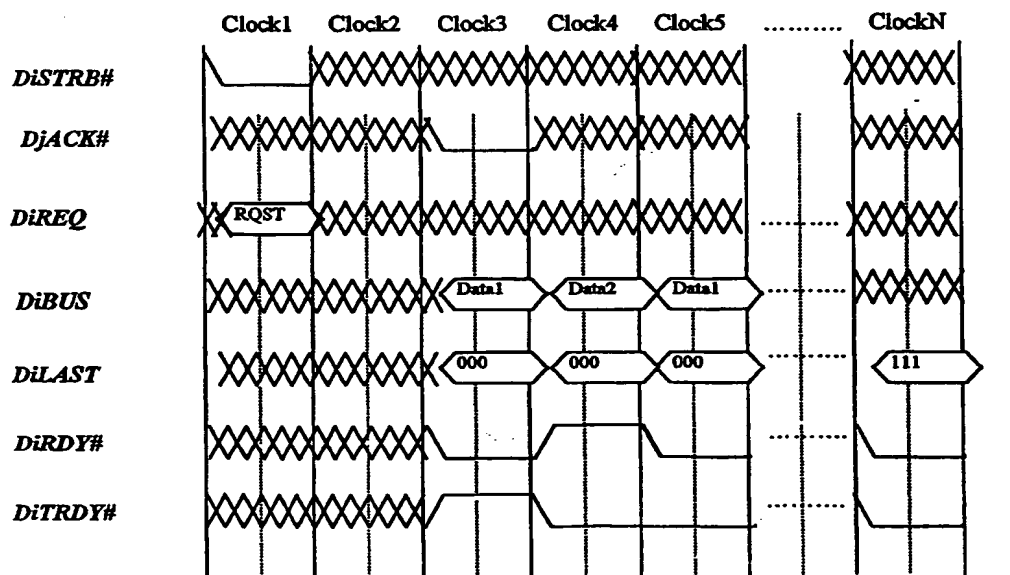 Clock1 Clock2 Clock3 Clock4 Clock5 .......... ClockN
DiSTRB#
DjACK#
DiREQ RQST ..........
DiBUS Data1 Data2 Data1 ..........
DiLAST 000 000 000 .......... 111
DiRDY# ..........
DiTRDY# ..........